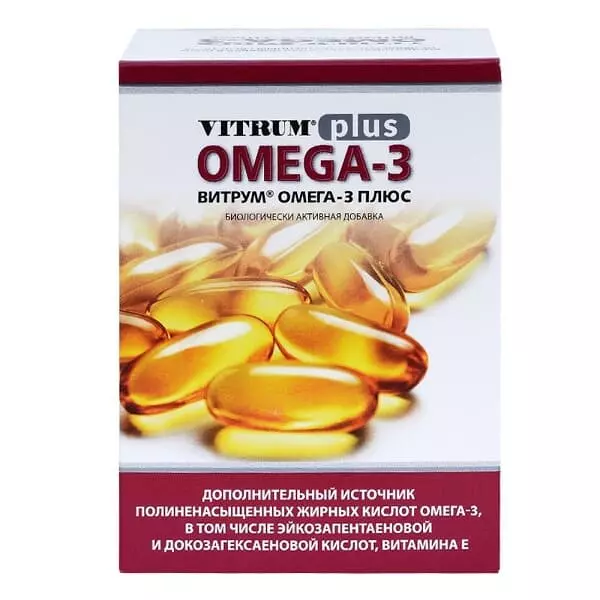 VITRUM® plus
OMEGA-3
ВИТРУМ® ОМЕГА-3 ПЛЮС
БИОЛОГИЧЕСКИ АКТИВНАЯ ДОБАВКА
ДОПОЛНИТЕЛЬНЫЙ ИСТОЧНИК
ПОЛИНЕНАСЫЩЕННЫХ ЖИРНЫХ КИСЛОТ ОМЕГА-3,
В ТОМ ЧИСЛЕ ЭЙКОЗАПЕНТАЕНОВОЙ
И ДОКОЗАГЕКСАЕНОВОЙ КИСЛОТ, ВИТАМИНА Е